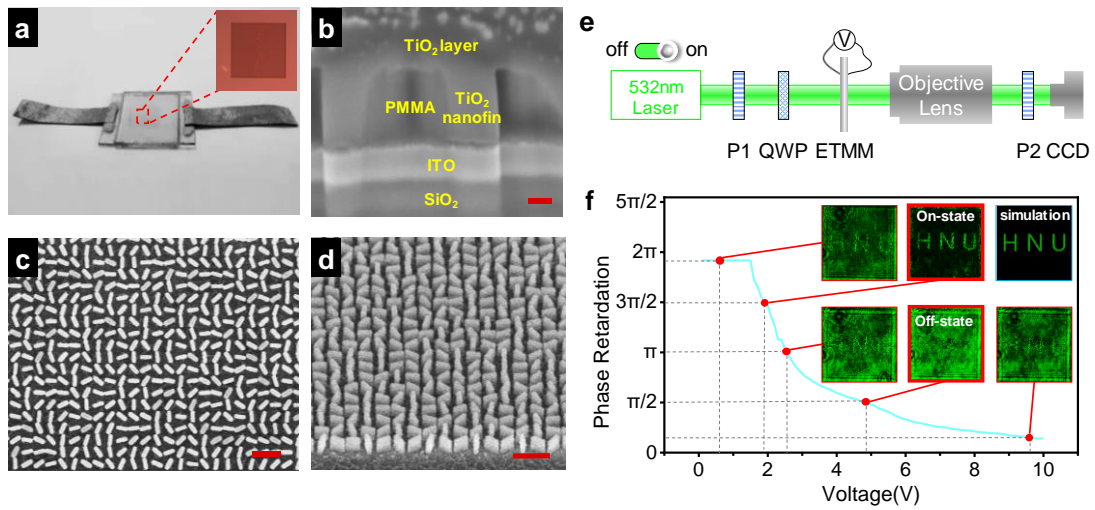 a
b
TiO₂ layer
PMMA
TiO₂
nanofin
ITO
SiO₂
c
d
e
off on
V
532nm
Laser
Objective
Lens
P1 QWP ETMM P2 CCD
f
5π/2
2π
3π/2
π
π/2
0
Phase Retardation
On-state
simulation
H N U
H N U
H N U
Off-state
0 2 4 6 8 10
Voltage(V)